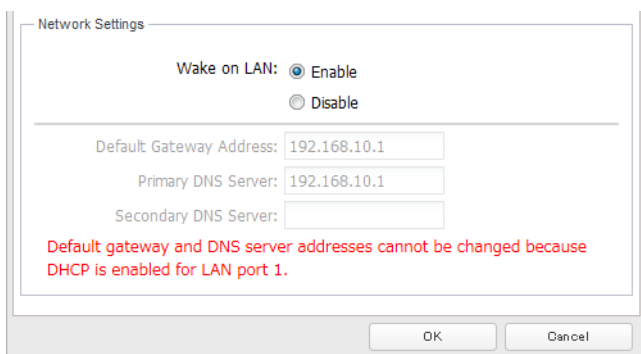 Network Settings
Wake on LAN: Enable
Disable
Default Gateway Address: 192.168.10.1
Primary DNS Server: 192.168.10.1
Secondary DNS Server:
Default gateway and DNS server addresses cannot be changed because
DHCP is enabled for LAN port 1.
OK Cancel